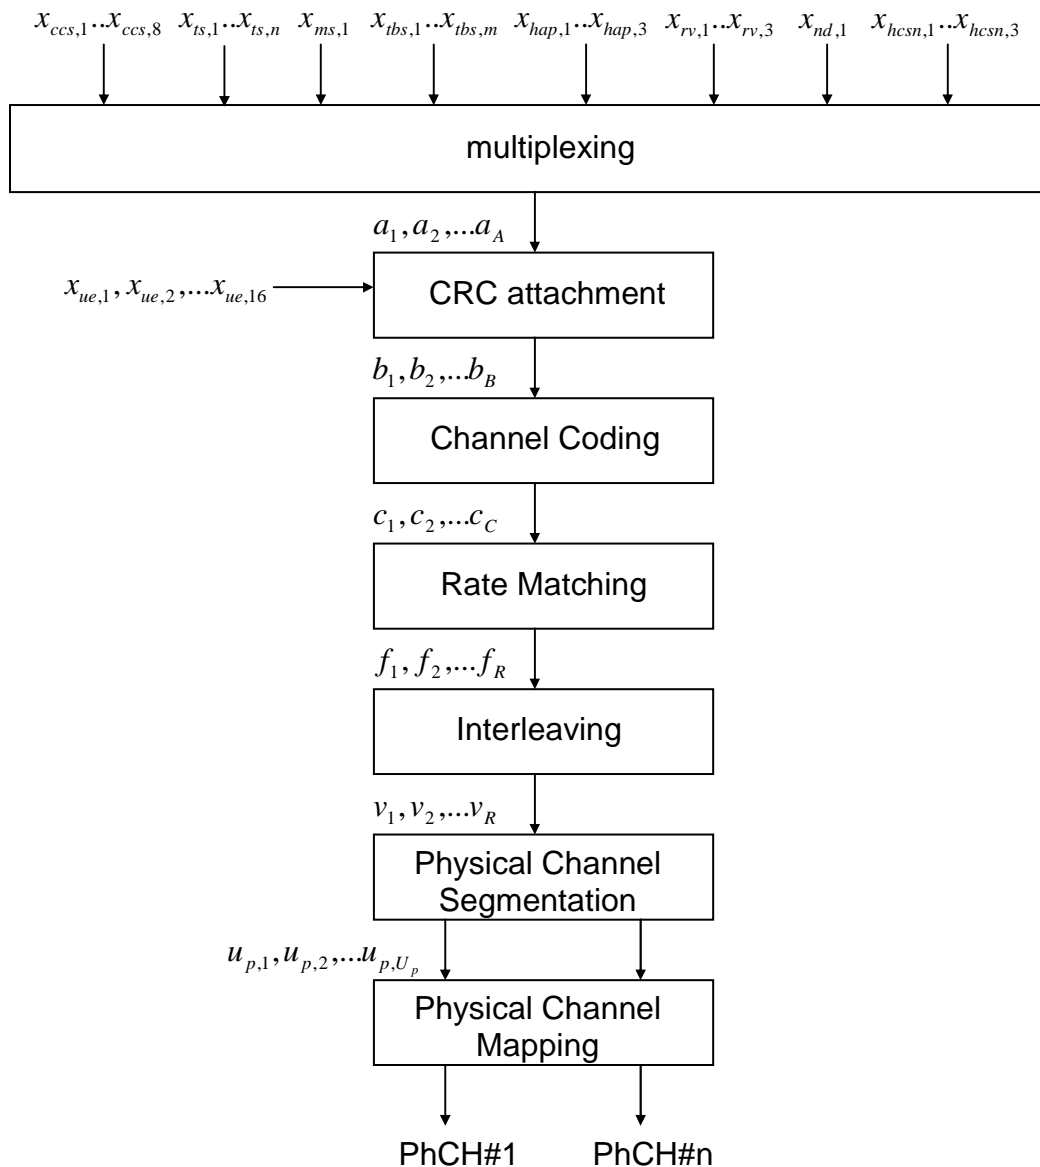 x_{ccs,1}..x_{ccs,8} x_{ts,1}..x_{ts,n} x_{ms,1} x_{tbs,1}..x_{tbs,m} x_{hap,1}..x_{hap,3} x_{rv,1}..x_{rv,3} x_{nd,1} x_{hcsn,1}..x_{hcsn,3}
multiplexing
a_1, a_2,...a_A
x_{ue,1}, x_{ue,2},...x_{ue,16}
CRC attachment
b_1, b_2,...b_B
Channel Coding
c_1, c_2,...c_C
Rate Matching
f_1, f_2,...f_R
Interleaving
v_1, v_2,...v_R
Physical Channel
Segmentation
u_{p,1}, u_{p,2},...u_{p,U_p}
Physical Channel
Mapping
PhCH#1 PhCH#n